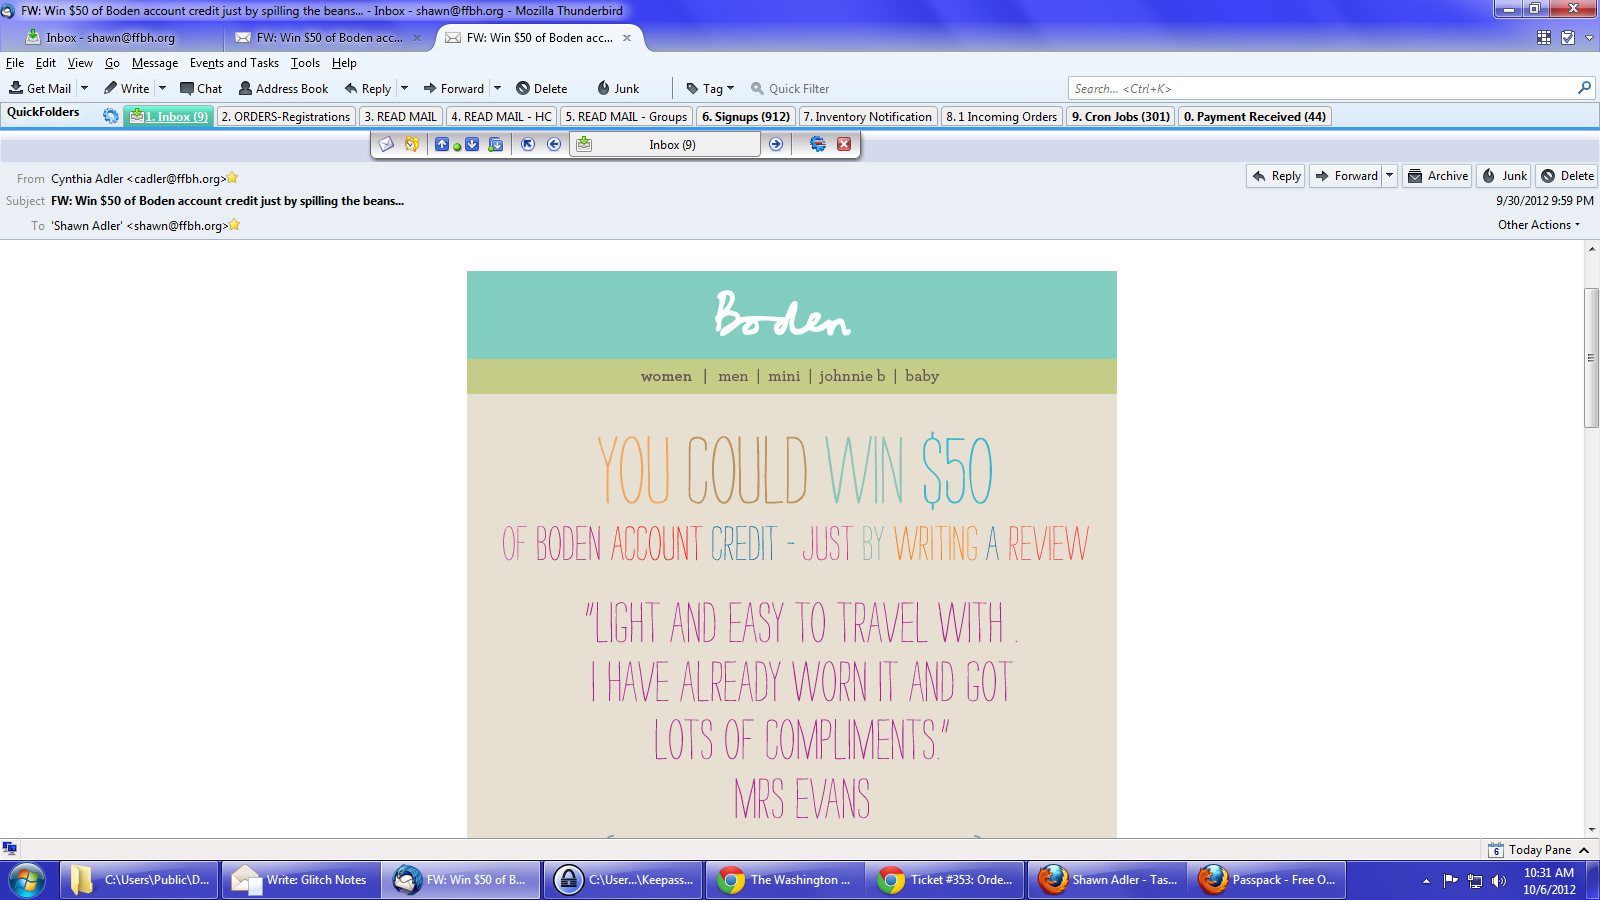 FW: Win $50 of Boden account credit just by spilling the beans... - Inbox - shawn@ffbh.org - Mozilla Thunderbird
Inbox - shawn@ffbh.org
FW: Win $50 of Boden acc...
FW: Win $50 of Boden acc...
File Edit View Go Message Events and Tasks Tools Help
Get Mail Write Chat Address Book Reply Forward Delete Junk Tag Quick Filter Search... <Ctrl+K>
QuickFolders 1. Inbox (9) 2. ORDERS-Registrations 3. READ MAIL 4. READ MAIL - HC 5. READ MAIL - Groups 6. Signups (912) 7. Inventory Notification 8. 1 Incoming Orders 9. Cron Jobs (301) 0. Payment Received (44)
Inbox (9)
From Cynthia Adler <cadler@ffbh.org>
Reply Forward Archive Junk Delete
Subject FW: Win $50 of Boden account credit just by spilling the beans...
9/30/2012 9:59 PM
To 'Shawn Adler' <shawn@ffbh.org>
Other Actions
Boden
women | men | mini | johnnie b | baby
YOU COULD WIN $50
OF BODEN ACCOUNT CREDIT - JUST BY WRITING A REVIEW
"LIGHT AND EASY TO TRAVEL WITH .
I HAVE ALREADY WORN IT AND GOT
LOTS OF COMPLIMENTS."
MRS EVANS
6 Today Pane
C:\Users\Public\D...
Write: Glitch Notes
FW: Win $50 of B...
C:\User...\Keepass...
The Washington ...
Ticket #353: Orde...
Shawn Adler - Tas...
Passpack - Free O...
10:31 AM
10/6/2012